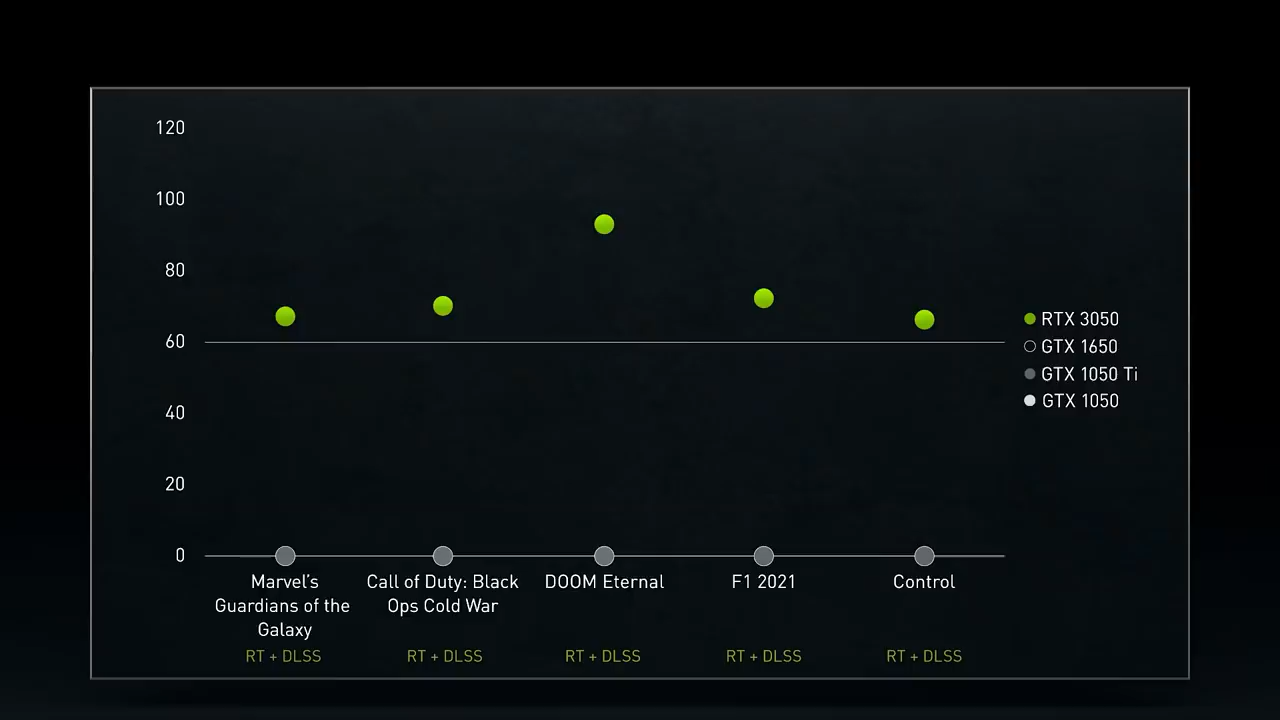 120
100
80
60
40
20
0
RTX 3050
GTX 1650
GTX 1050 Ti
GTX 1050
Marvel's
Guardians of the
Galaxy
Call of Duty: Black
Ops Cold War
DOOM Eternal
F1 2021
Control
RT + DLSS
RT + DLSS
RT + DLSS
RT + DLSS
RT + DLSS